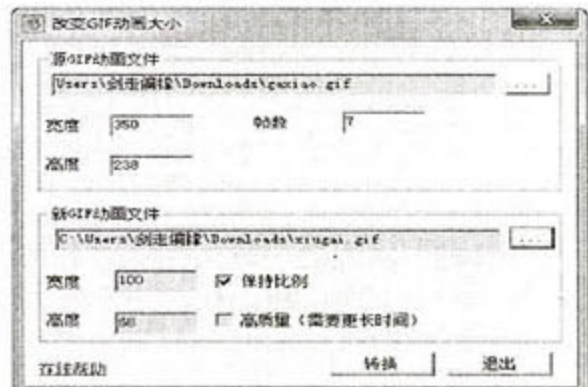 改变GIF动画大小
源GIF动画文件
Users\剑走偏锋\Downloads\gaoxiao.gif
...
宽度 350 帧数 7
高度 238
新GIF动画文件
C:\Users\剑走偏锋\Downloads\xiugai.gif
...
宽度 100 保持比例
高度 68 高质量(需要更长时间)
在线帮助 转换 退出